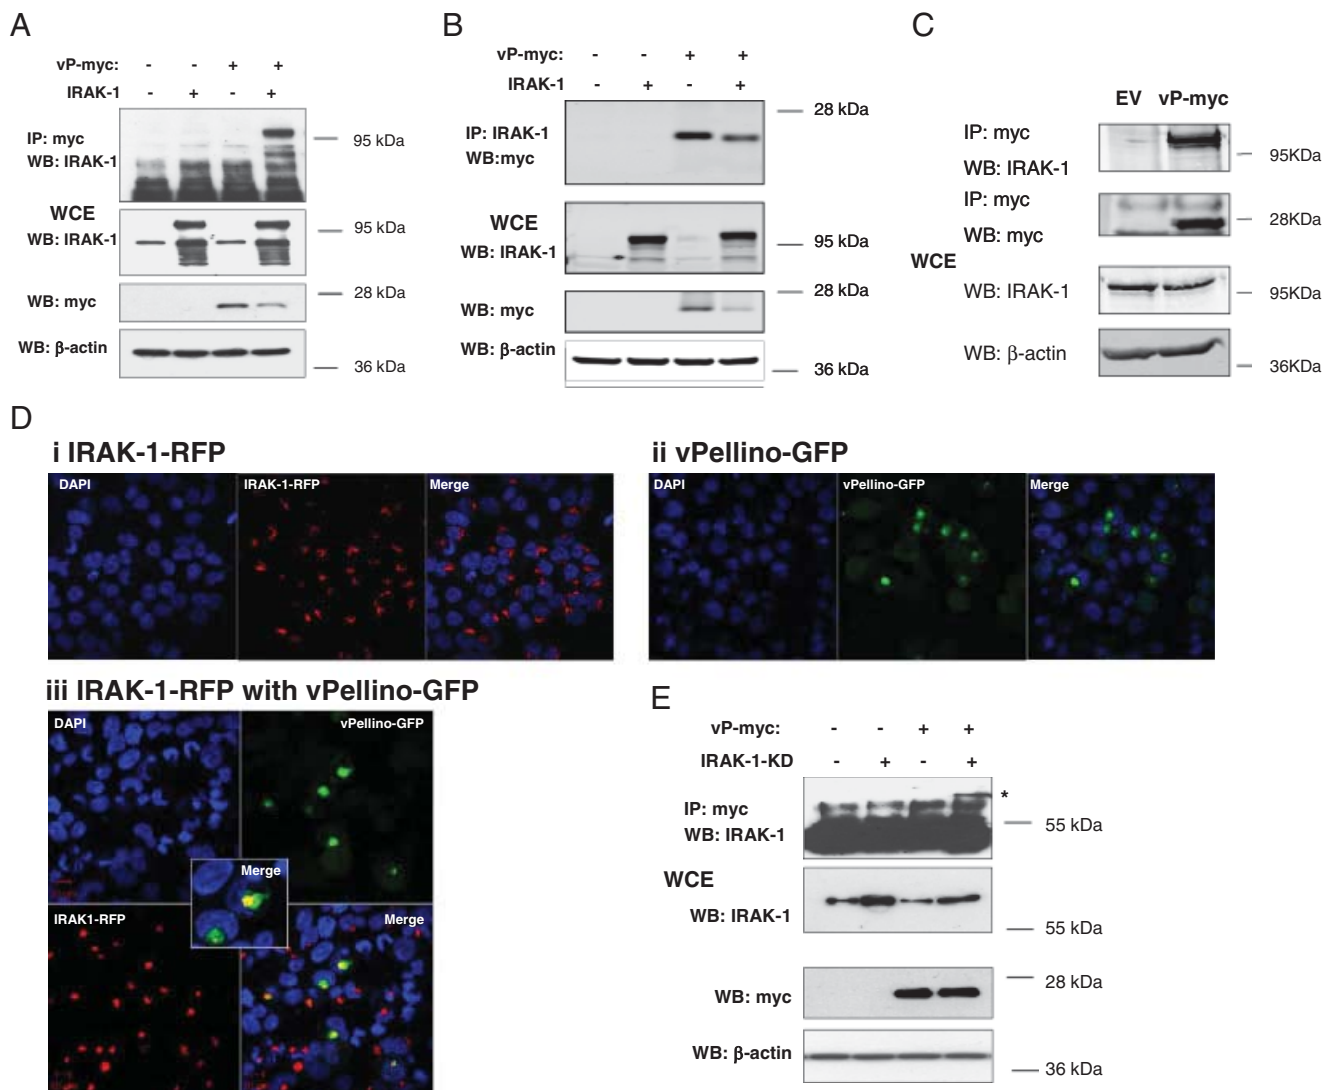 A
vP-myc: - - + +
IRAK-1 - + - +
IP: myc
WB: IRAK-1
95 kDa
WCE
WB: IRAK-1
95 kDa
WB: myc
28 kDa
WB: β-actin
36 kDa
B
vP-myc: - - + +
IRAK-1 - + - +
IP: IRAK-1
WB:myc
28 kDa
WCE
WB: IRAK-1
95 kDa
WB: myc
28 kDa
WB: β-actin
36 kDa
C
EV vP-myc
IP: myc
WB: IRAK-1
95KDa
IP: myc
WB: myc
28KDa
WCE
WB: IRAK-1
95KDa
WB: β-actin
36KDa
D
i IRAK-1-RFP
DAPI
IRAK-1-RFP
Merge
ii vPellino-GFP
DAPI
vPellino-GFP
Merge
iii IRAK-1-RFP with vPellino-GFP
DAPI
vPellino-GFP
Merge
IRAK1-RFP
Merge
E
vP-myc: - - + +
IRAK-1-KD - + - +
IP: myc
WB: IRAK-1
*
55 kDa
WCE
WB: IRAK-1
55 kDa
WB: myc
28 kDa
WB: β-actin
36 kDa